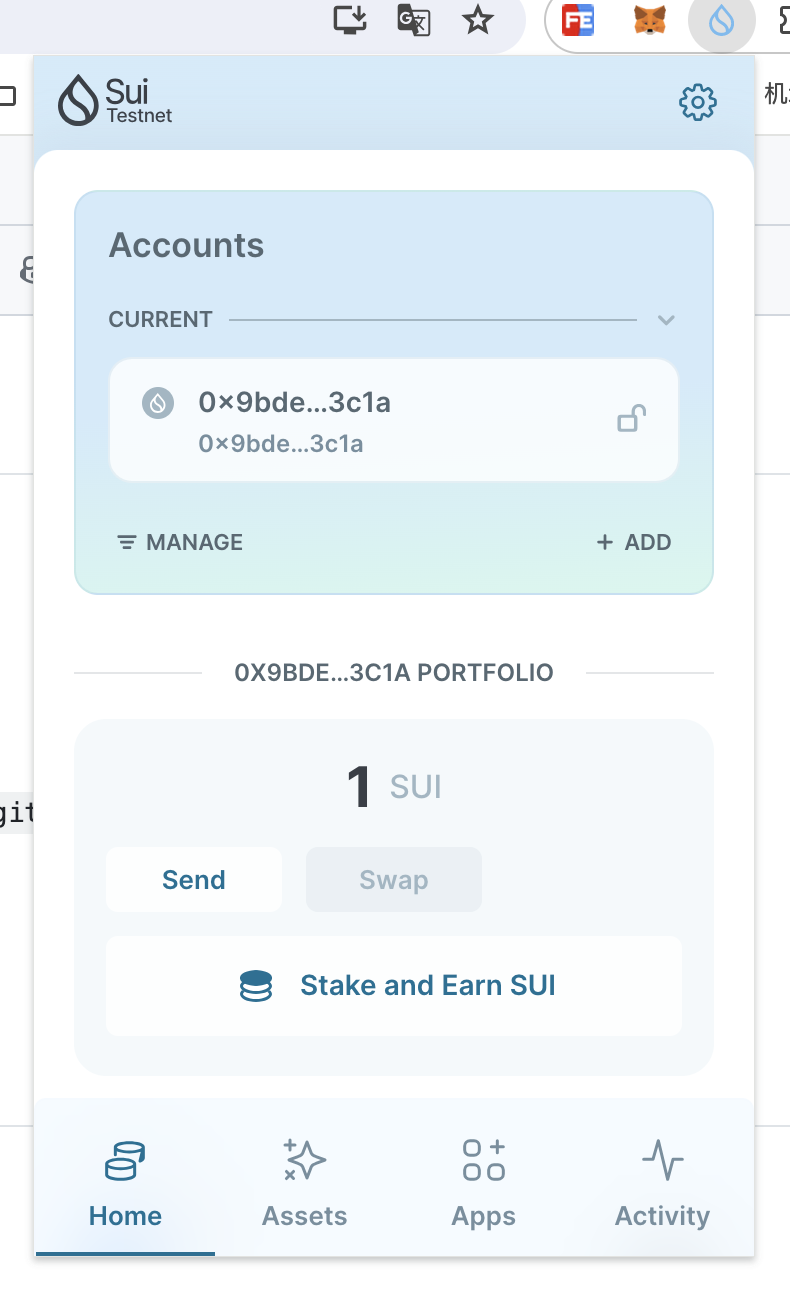 FE
Sui
Testnet
机
Accounts
CURRENT
0×9bde...3c1a
0×9bde...3c1a
MANAGE
+ ADD
0X9BDE...3C1A PORTFOLIO
1 SUI
git
Send
Swap
Stake and Earn SUI
Home
Assets
Apps
Activity